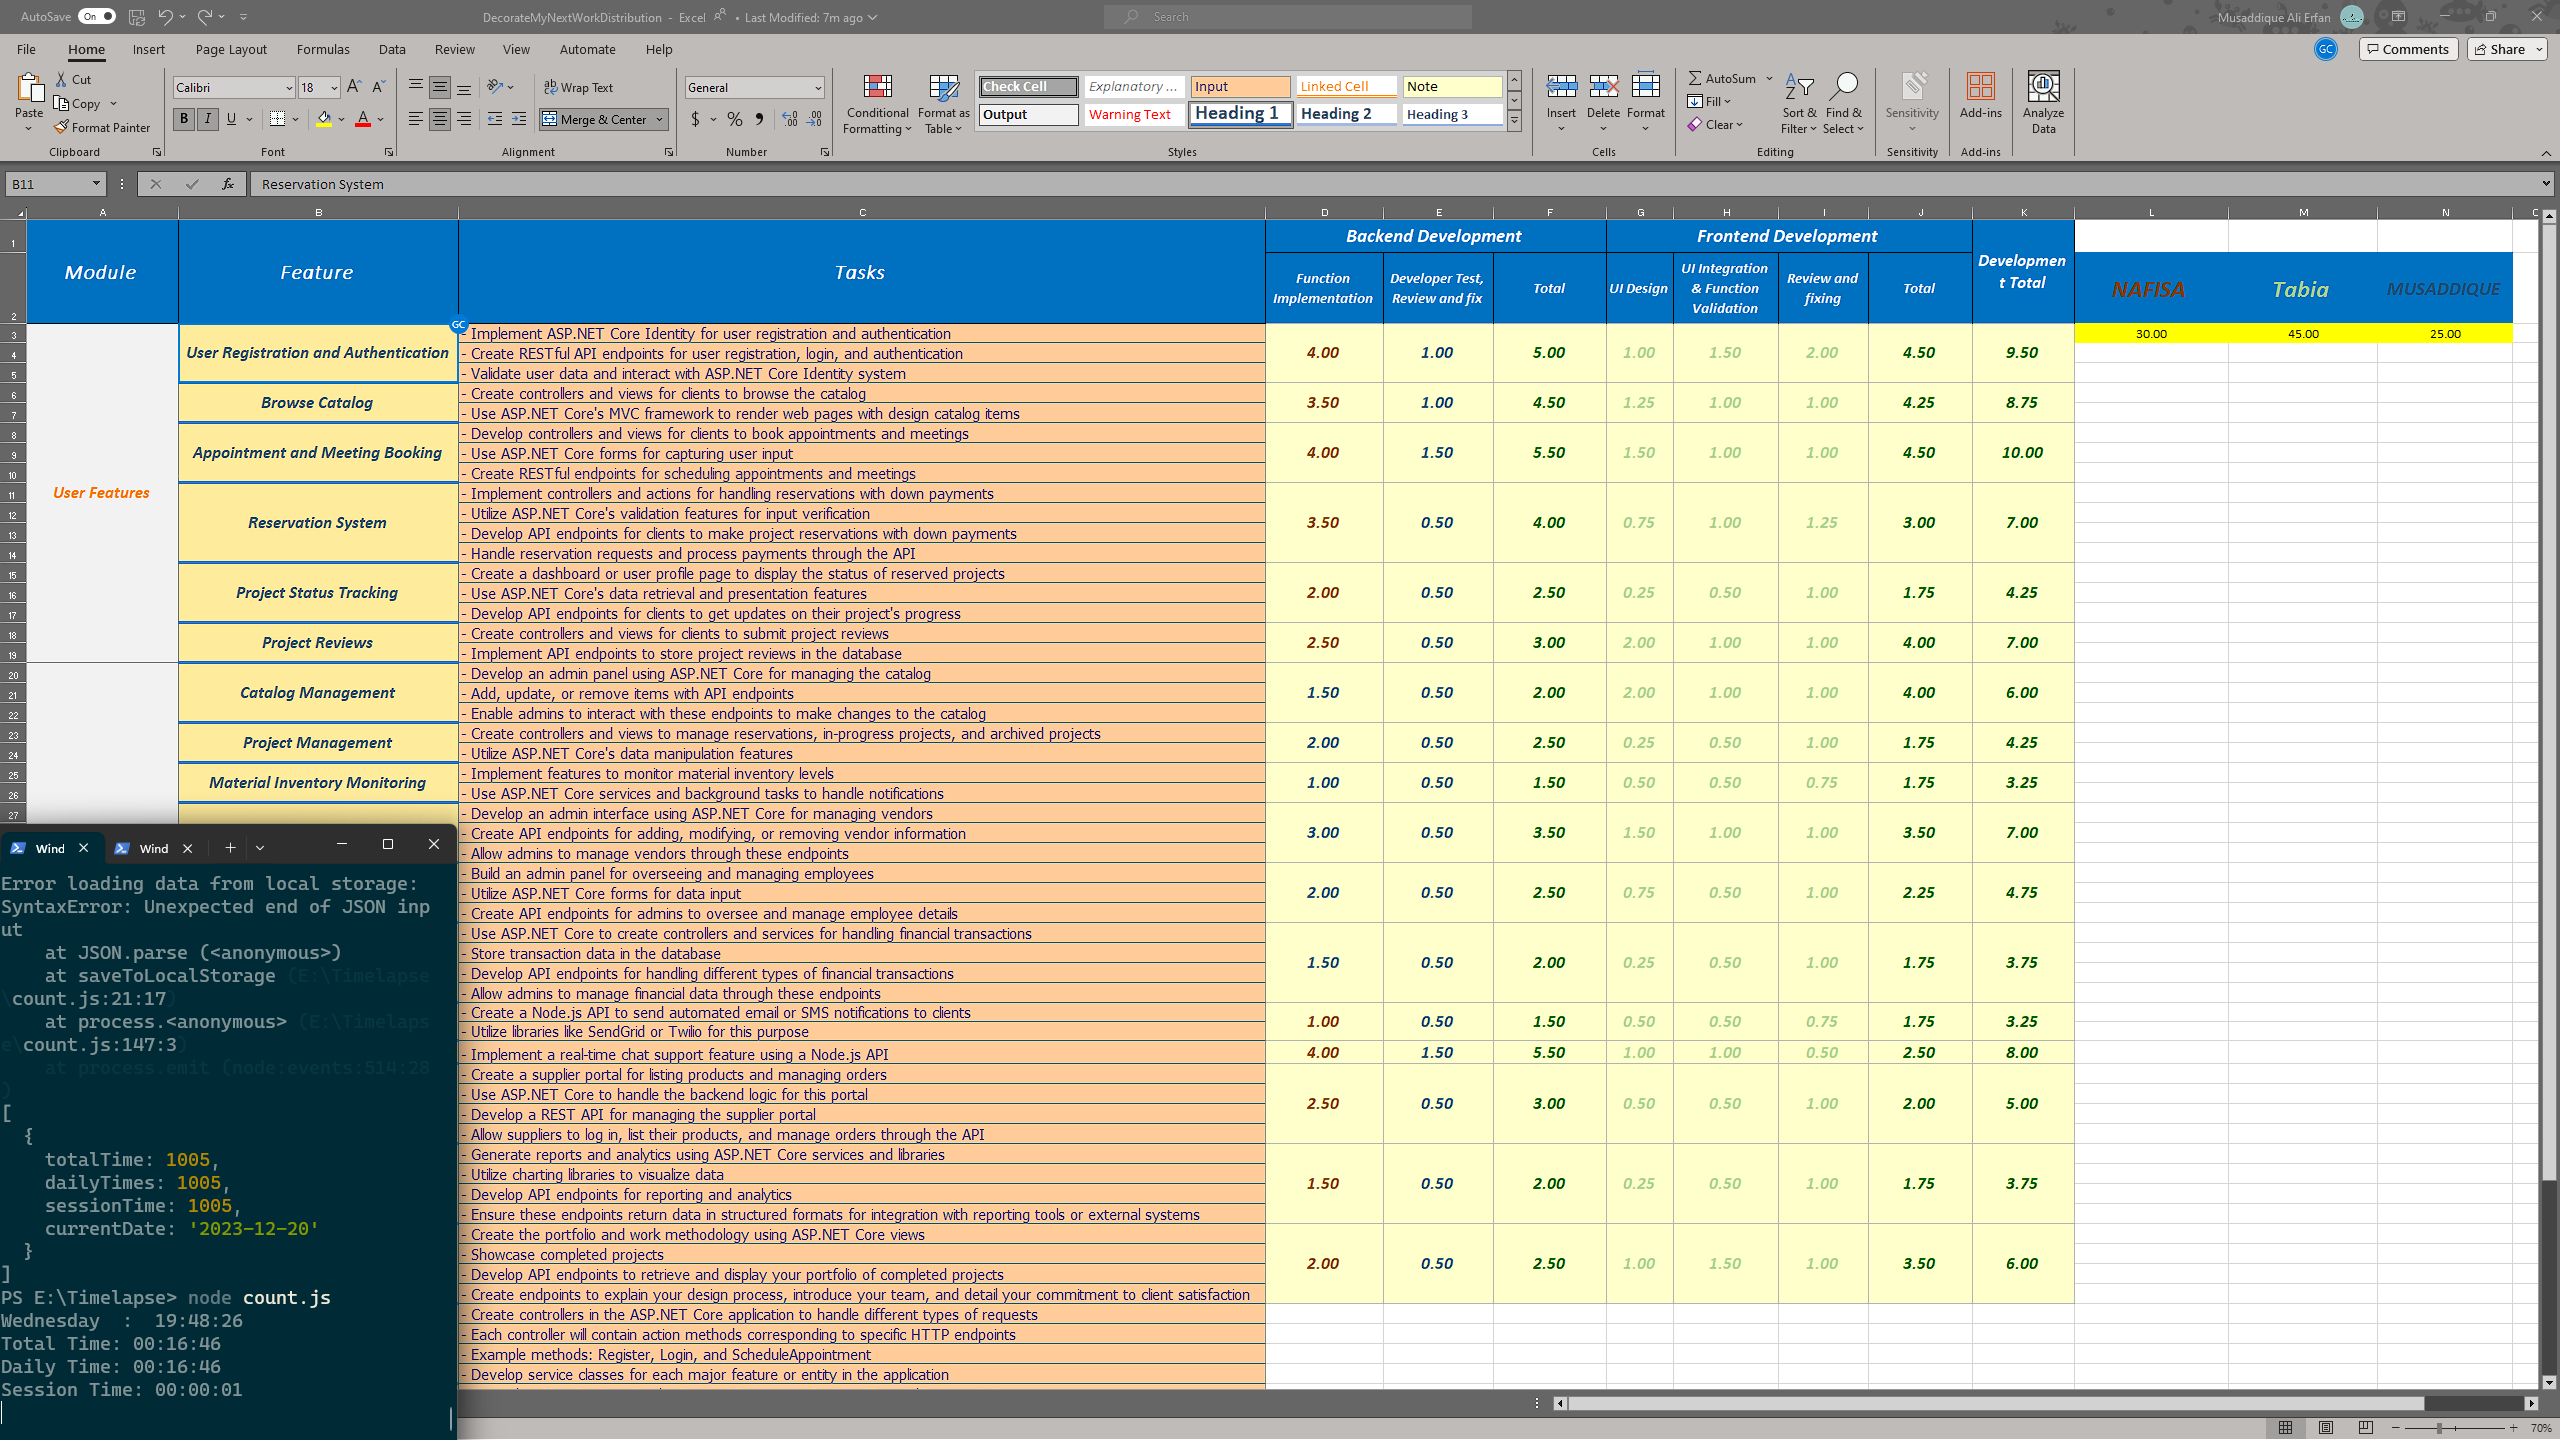 AutoSave On DecorateMyNextWorkDistribution - Excel • Last Modified: 7m ago Search Musaddique Ali Erfan
File Home Insert Page Layout Formulas Data Review View Automate Help GC Comments Share
Paste Cut Copy Format Painter Clipboard
Calibri 18 B I U Font
Wrap Text Merge & Center Alignment
General Number
Conditional Formatting Format as Table
Check Cell Explanatory ... Input Linked Cell Note
Output Warning Text Heading 1 Heading 2 Heading 3
Styles
Insert Delete Format Cells
AutoSum Fill Clear Sort & Filter Find & Select Editing
Sensitivity Sensitivity
Add-ins Add-ins
Analyze Data
B11 fx Reservation System
A B C D E F G H I J K L M N
Module Feature Tasks Backend Development Frontend Development Developmen
t Total
Function Implementation Developer Test, Review and fix Total UI Design UI Integration & Function Validation Review and fixing Total NAFISA Tabia MUSADDIQUE
30.00 45.00 25.00
User Features
User Registration and Authentication GC
- Implement ASP.NET Core Identity for user registration and authentication
- Create RESTful API endpoints for user registration, login, and authentication
- Validate user data and interact with ASP.NET Core Identity system
4.00 1.00 5.00 1.00 1.50 2.00 4.50 9.50
Browse Catalog
- Create controllers and views for clients to browse the catalog
- Use ASP.NET Core's MVC framework to render web pages with design catalog items
3.50 1.00 4.50 1.25 1.00 1.00 4.25 8.75
Appointment and Meeting Booking
- Develop controllers and views for clients to book appointments and meetings
- Use ASP.NET Core forms for capturing user input
- Create RESTful endpoints for scheduling appointments and meetings
4.00 1.50 5.50 1.50 1.00 1.00 4.50 10.00
Reservation System
- Implement controllers and actions for handling reservations with down payments
- Utilize ASP.NET Core's validation features for input verification
- Develop API endpoints for clients to make project reservations with down payments
- Handle reservation requests and process payments through the API
3.50 0.50 4.00 0.75 1.00 1.25 3.00 7.00
Project Status Tracking
- Create a dashboard or user profile page to display the status of reserved projects
- Use ASP.NET Core's data retrieval and presentation features
- Develop API endpoints for clients to get updates on their project's progress
2.00 0.50 2.50 0.25 0.50 1.00 1.75 4.25
Project Reviews
- Create controllers and views for clients to submit project reviews
- Implement API endpoints to store project reviews in the database
2.50 0.50 3.00 2.00 1.00 1.00 4.00 7.00
Catalog Management
- Develop an admin panel using ASP.NET Core for managing the catalog
- Add, update, or remove items with API endpoints
- Enable admins to interact with these endpoints to make changes to the catalog
1.50 0.50 2.00 2.00 1.00 1.00 4.00 6.00
Project Management
- Create controllers and views to manage reservations, in-progress projects, and archived projects
- Utilize ASP.NET Core's data manipulation features
2.00 0.50 2.50 0.25 0.50 1.00 1.75 4.25
Material Inventory Monitoring
- Implement features to monitor material inventory levels
- Use ASP.NET Core services and background tasks to handle notifications
1.00 0.50 1.50 0.50 0.50 0.75 1.75 3.25
- Develop an admin interface using ASP.NET Core for managing vendors
- Create API endpoints for adding, modifying, or removing vendor information
- Allow admins to manage vendors through these endpoints
3.00 0.50 3.50 1.50 1.00 1.00 3.50 7.00
- Build an admin panel for overseeing and managing employees
- Utilize ASP.NET Core forms for data input
- Create API endpoints for admins to oversee and manage employee details
2.00 0.50 2.50 0.75 0.50 1.00 2.25 4.75
- Use ASP.NET Core to create controllers and services for handling financial transactions
- Store transaction data in the database
- Develop API endpoints for handling different types of financial transactions
- Allow admins to manage financial data through these endpoints
1.50 0.50 2.00 0.25 0.50 1.00 1.75 3.75
- Create a Node.js API to send automated email or SMS notifications to clients
- Utilize libraries like SendGrid or Twilio for this purpose
1.00 0.50 1.50 0.50 0.50 0.75 1.75 3.25
- Implement a real-time chat support feature using a Node.js API
4.00 1.50 5.50 1.00 1.00 0.50 2.50 8.00
- Create a supplier portal for listing products and managing orders
- Use ASP.NET Core to handle the backend logic for this portal
- Develop a REST API for managing the supplier portal
- Allow suppliers to log in, list their products, and manage orders through the API
2.50 0.50 3.00 0.50 0.50 1.00 2.00 5.00
- Generate reports and analytics using ASP.NET Core services and libraries
- Utilize charting libraries to visualize data
- Develop API endpoints for reporting and analytics
- Ensure these endpoints return data in structured formats for integration with reporting tools or external systems
1.50 0.50 2.00 0.25 0.50 1.00 1.75 3.75
- Create the portfolio and work methodology using ASP.NET Core views
- Showcase completed projects
- Develop API endpoints to retrieve and display your portfolio of completed projects
- Create endpoints to explain your design process, introduce your team, and detail your commitment to client satisfaction
2.00 0.50 2.50 1.00 1.50 1.00 3.50 6.00
- Create controllers in the ASP.NET Core application to handle different types of requests
- Each controller will contain action methods corresponding to specific HTTP endpoints
- Example methods: Register, Login, and ScheduleAppointment
- Develop service classes for each major feature or entity in the application
1 2 3 4 5 6 7 8 9 10 11 12 13 14 15 16 17 18 19 20 21 22 23 24 25 26 27
Wind Wind
Error loading data from local storage:
SyntaxError: Unexpected end of JSON inp
ut
at JSON.parse (<anonymous>)
at saveToLocalStorage (E:\Timelapse
\count.js:21:17)
at process.<anonymous> (E:\Timelaps
e\count.js:147:3)
at process.emit (node:events:514:28
)
[
{
totalTime: 1005,
dailyTimes: 1005,
sessionTime: 1005,
currentDate: '2023-12-20'
}
]
PS E:\Timelapse> node count.js
Wednesday : 19:48:26
Total Time: 00:16:46
Daily Time: 00:16:46
Session Time: 00:00:01
70%